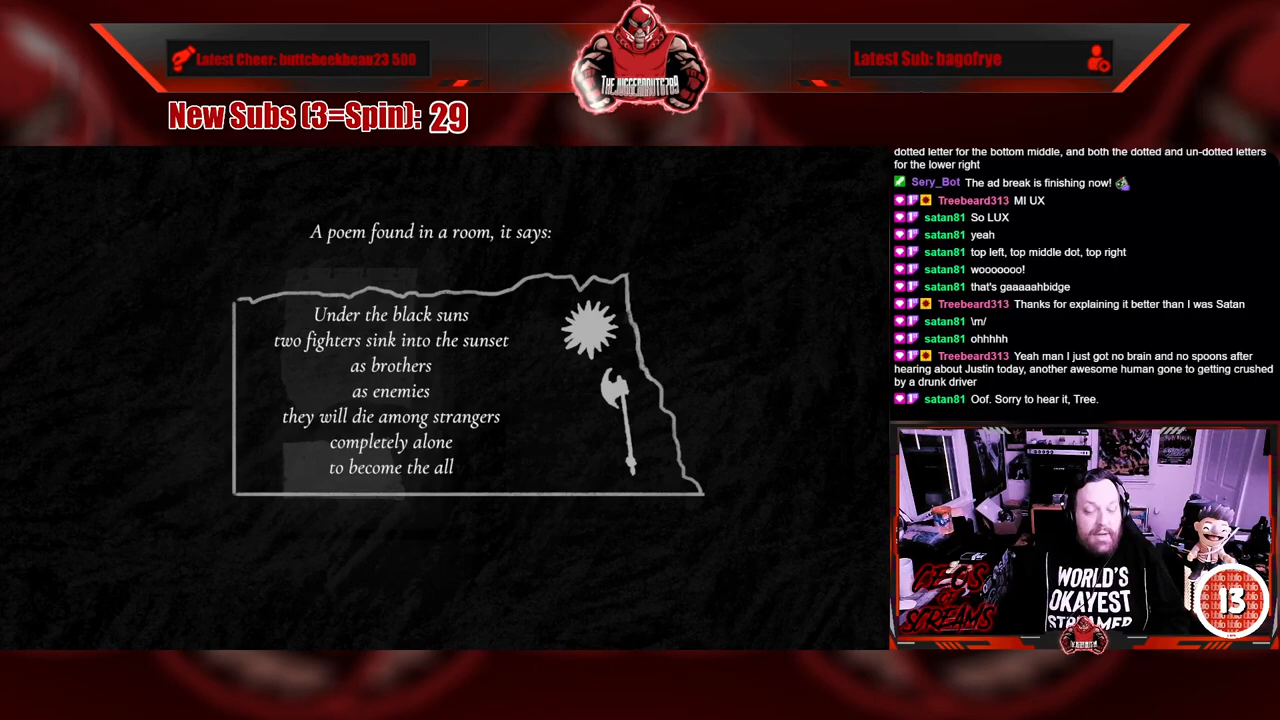 Latest Cheer: buttcheekbeau23 500
THEJUGGERNAUT6789
Latest Sub: bagofrye
New Subs (3=Spin): 29
dotted letter for the bottom middle, and both the dotted and un-dotted letters
for the lower right
Sery_Bot The ad break is finishing now!
Treebeard313 MI UX
satan81 So LUX
satan81 yeah
satan81 top left, top middle dot, top right
satan81 wooooooo!
satan81 that's gaaaaahbidge
Treebeard313 Thanks for explaining it better than I was Satan
satan81 \m/
satan81 ohhhhh
Treebeard313 Yeah man I just got no brain and no spoons after
hearing about Justin today, another awesome human gone to getting crushed
by a drunk driver
satan81 Oof. Sorry to hear it, Tree.
A poem found in a room, it says:
Under the black suns
two fighters sink into the sunset
as brothers
as enemies
they will die among strangers
completely alone
to become the all
WORLD'S
OKAYEST
STREAMER
SCREAMS
13